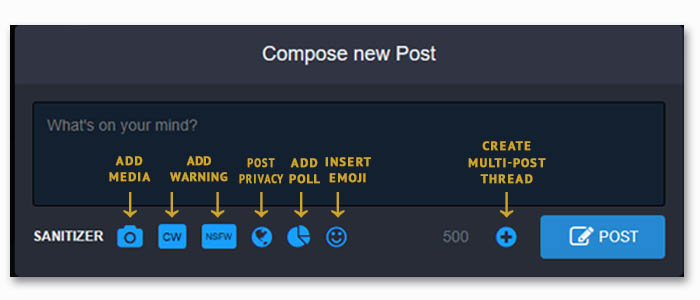 Compose new Post
What's on your mind?
ADD
MEDIA
ADD
WARNING
POST
PRIVACY
ADD
POLL
INSERT
EMOJI
CREATE
MULTI-POST
THREAD
SANITIZER
CW
NSFW
500
POST